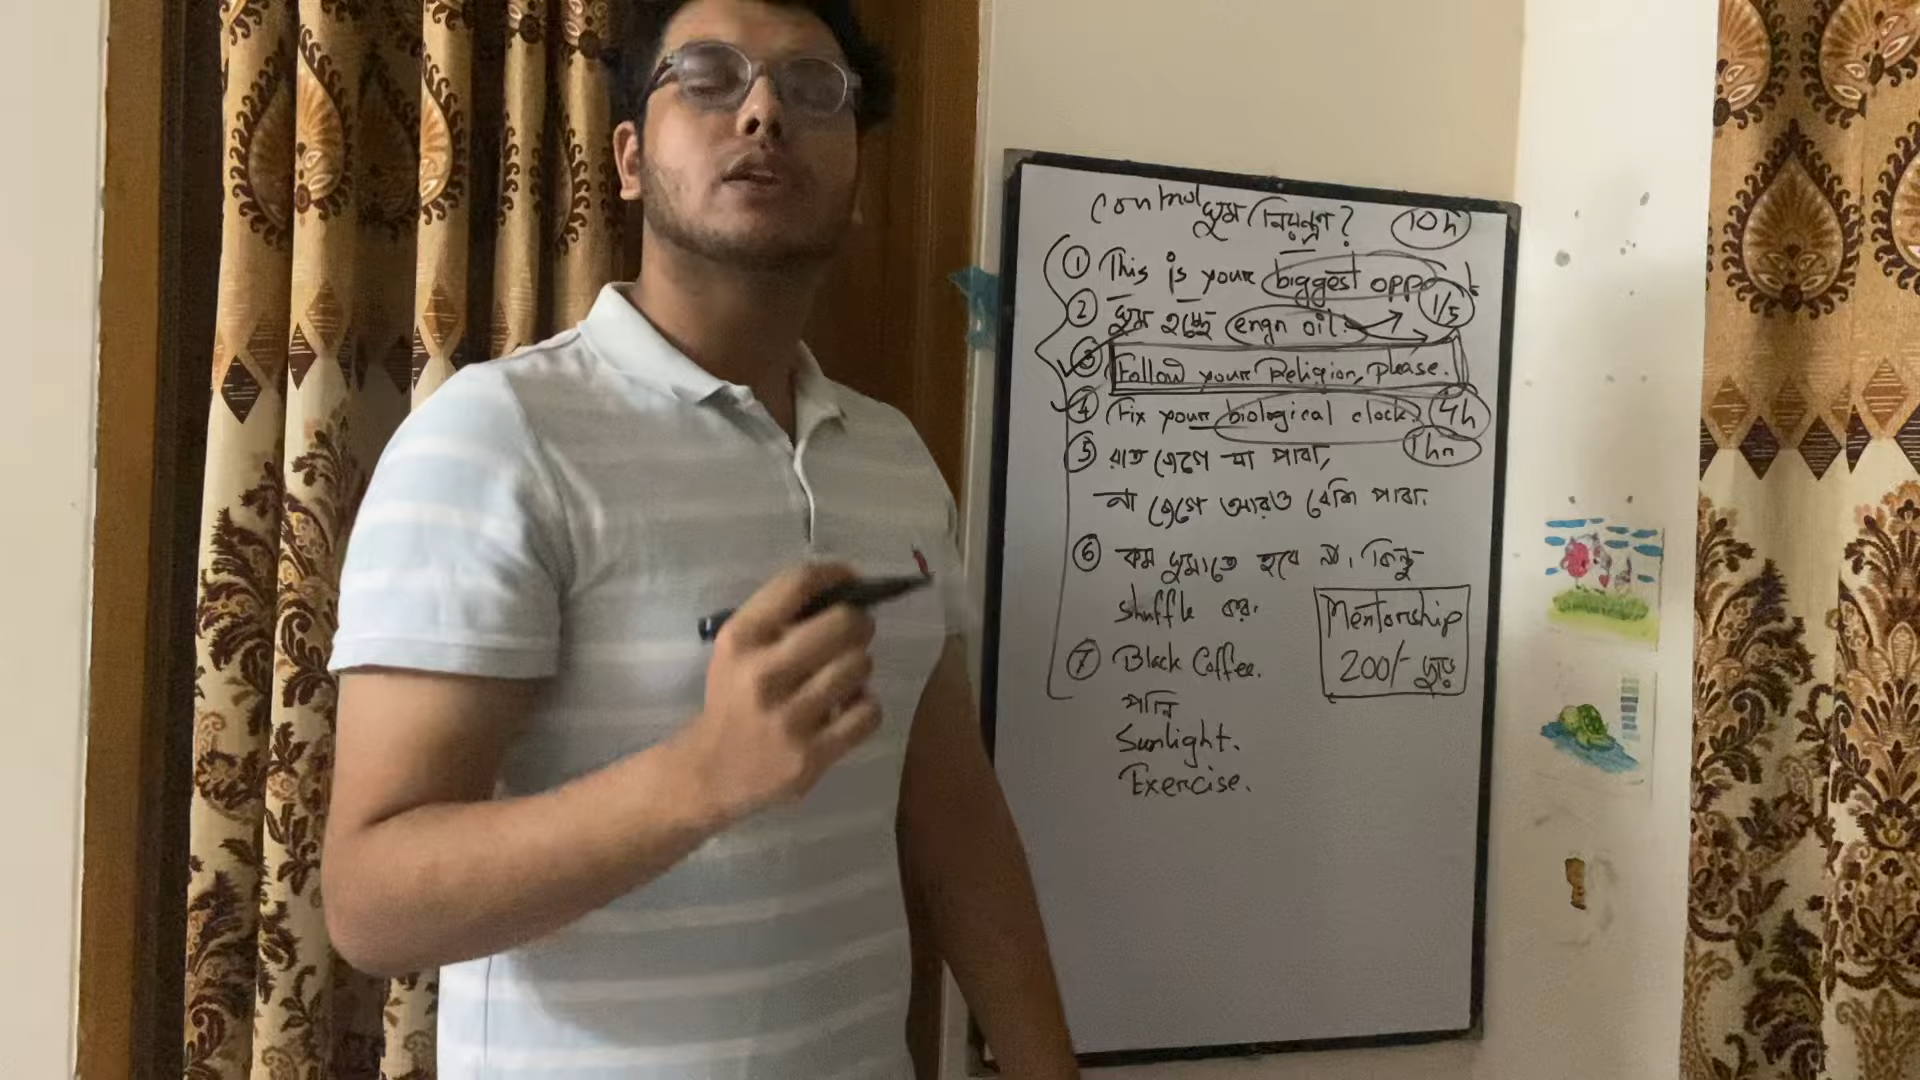 control ঘুম নিয়ন্ত্রণ? 10h
① This is your biggest opp
② ঘুম হচ্ছে engn oil. 1/5
③ Follow your Religion, please.
④ Fix your biological clock. 4h
⑤ রাত জেগে যা পাবা, 1hr
না জেগে আরও বেশি পাবা.
⑥ কম ঘুমাতে হবে না, কিন্তু
shuffle কর.
Mentorship
200/-
⑦ Black Coffee.
পানি
Sunlight.
Exercise.